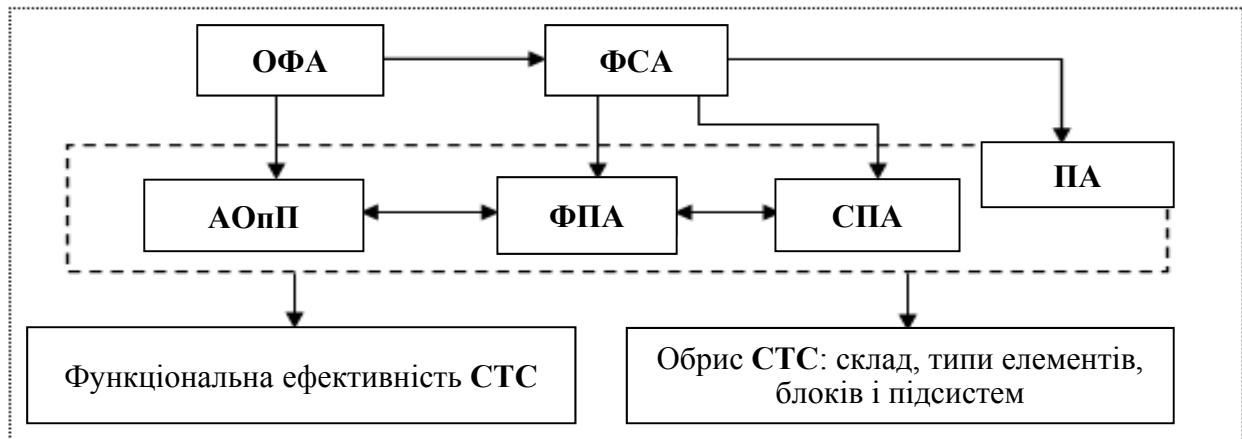 ОФА
ФСА
ПА
АОпП
ФПА
СПА
Функціональна ефективність СТС
Обрис СТС: склад, типи елементів,
блоків і підсистем